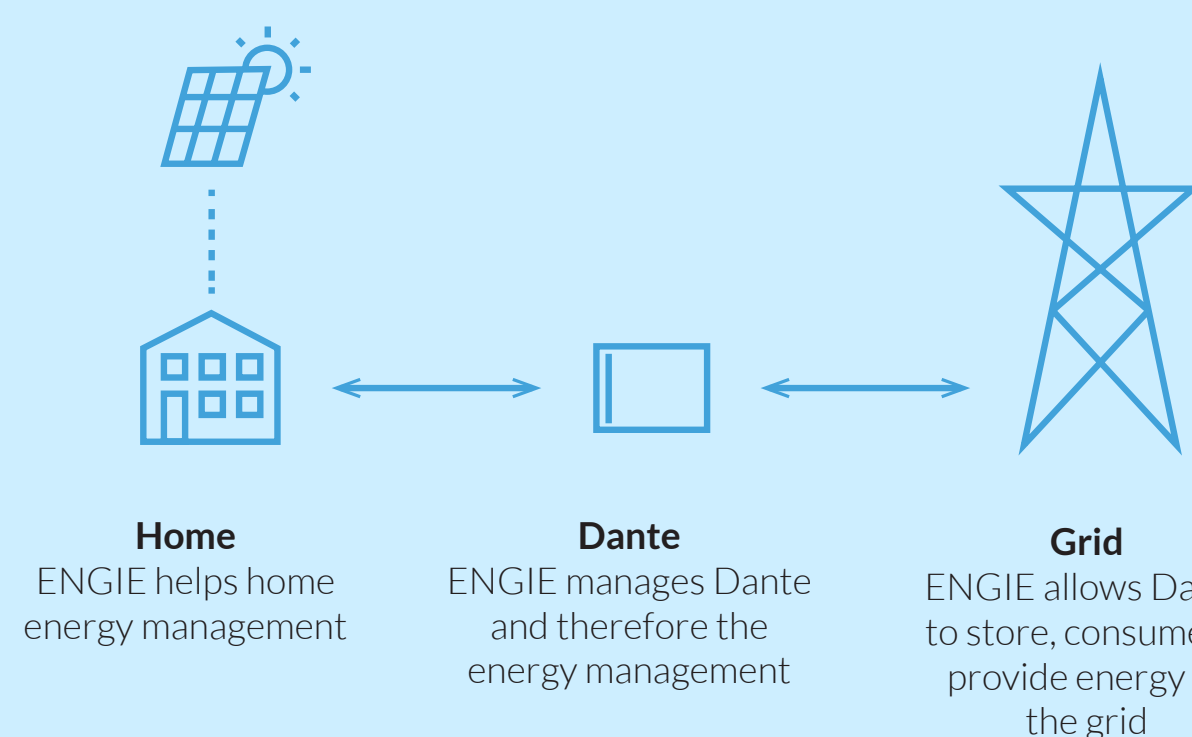 Home
ENGIE helps home
energy management
Dante
ENGIE manages Dante
and therefore the
energy management
Grid
ENGIE allows
to store, consume
provide energy
the grid